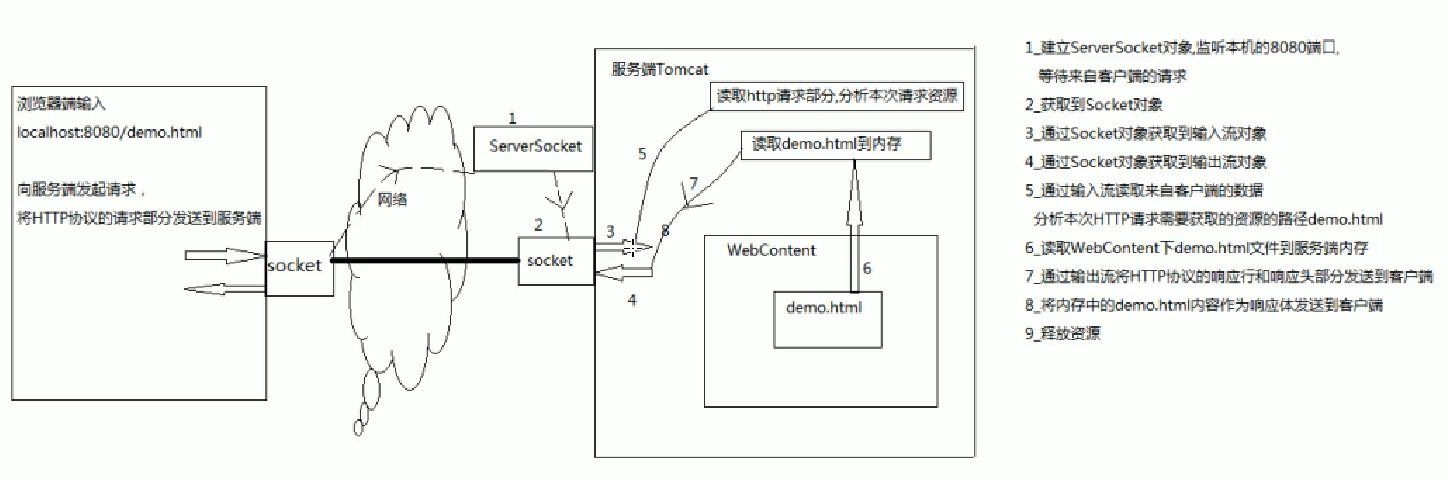 浏览器端输入
localhost:8080/demo.html
向服务端发起请求，
将HTTP协议的请求部分发送到服务端
socket
网络
1
ServerSocket
2
socket
服务端Tomcat
读取http请求部分,分析本次请求资源
读取demo.html到内存
5
7
8
3
4
WebContent
6
demo.html
1_建立ServerSocket对象,监听本机的8080端口,
等待来自客户端的请求
2_获取到Socket对象
3_通过Socket对象获取到输入流对象
4_通过Socket对象获取到输出流对象
5_通过输入流读取来自客户端的数据
分析本次HTTP请求需要获取的资源的路径demo.html
6_读取WebContent下demo.html文件到服务端内存
7_通过输出流将HTTP协议的响应行和响应头部分发送到客户端
8_将内存中的demo.html内容作为响应体发送到客户端
9_释放资源